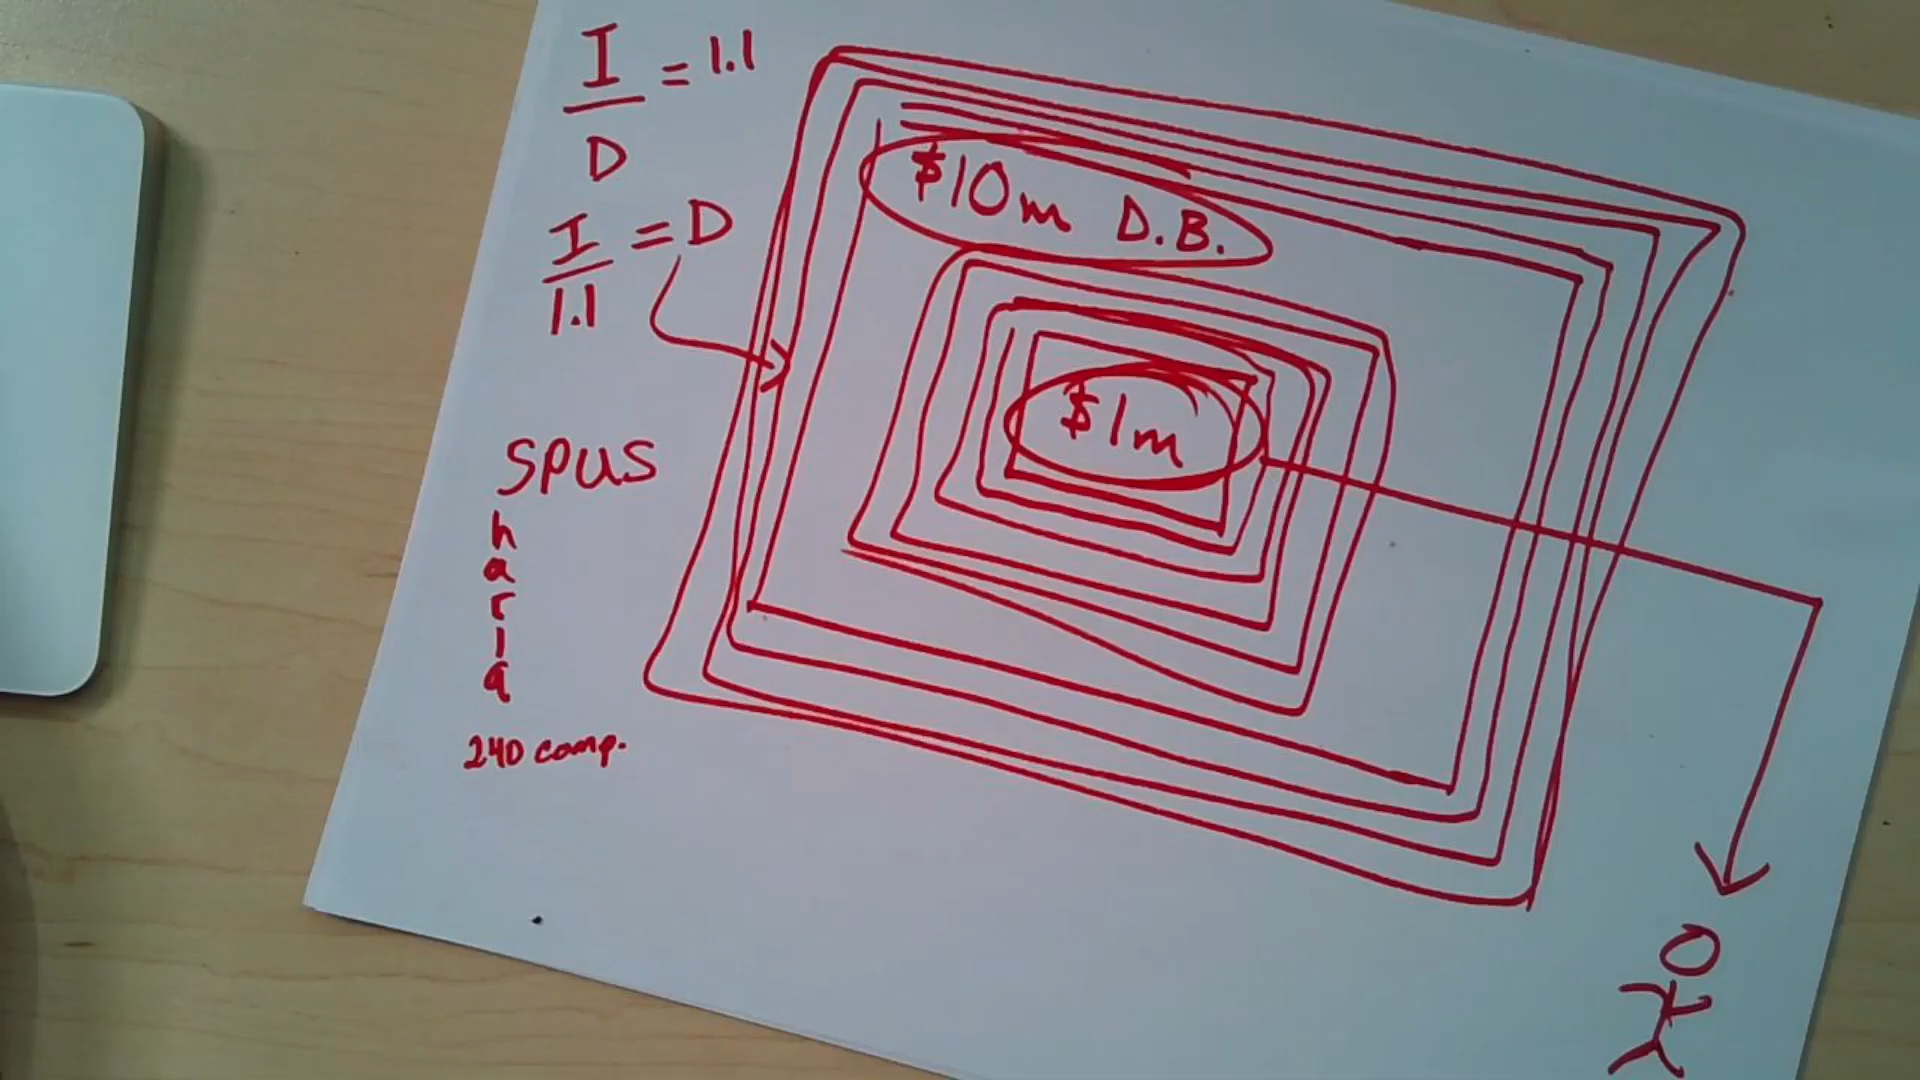 I
— = 1.1
D
I
— = D
1.1
$10m D.B.
$1m
SPUS
h
a
r
i
a
240 comp.